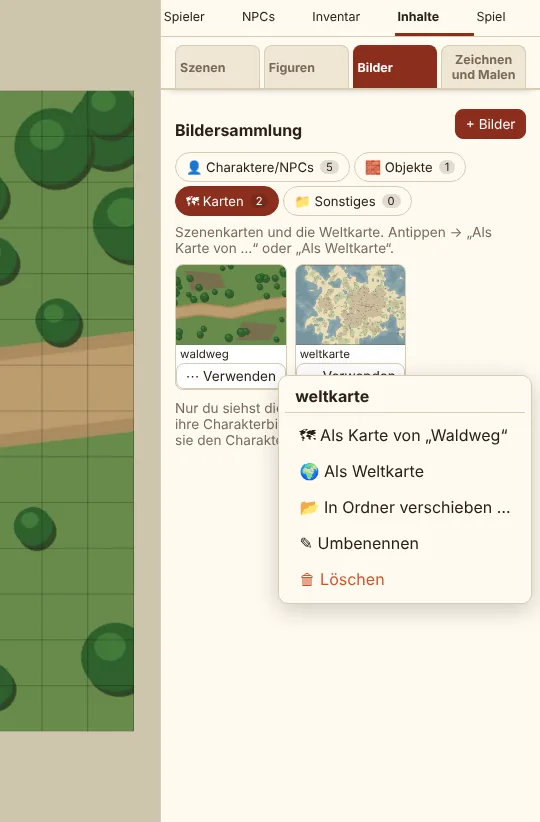 Spieler NPCs Inventar Inhalte Spiel
Szenen Figuren Bilder Zeichnen und Malen
Bildersammlung + Bilder
Charaktere/NPCs 5 Objekte 1
Karten 2 Sonstiges 0
Szenenkarten und die Weltkarte. Antippen → „Als
Karte von …“ oder „Als Weltkarte“.
waldweg weltkarte
⋯ Verwenden Verwenden
Nur du siehst die
ihre Charakterbi
sie den Charakte
weltkarte
Als Karte von „Waldweg“
Als Weltkarte
In Ordner verschieben …
Umbenennen
Löschen